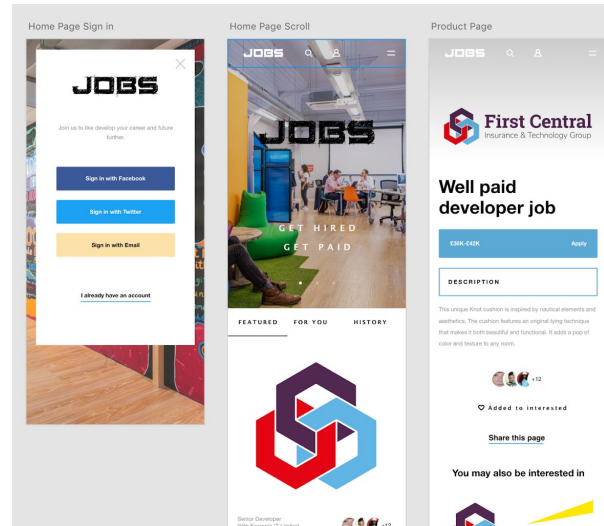 Home Page Sign in
JOBS
Join us to like develop your career and future
further.
Sign in with Facebook
Sign in with Twitter
Sign in with Email
I already have an account
Home Page Scroll
JOBS
JOBS
GET HIRED
GET PAID
FEATURED FOR YOU HISTORY
Senior Developer
With Example IT Limited
+12
Product Page
JOBS
First Central
Insurance & Technology Group
Well paid
developer job
£36K-£42K Apply
DESCRIPTION
This unique Knot cushion is inspired by nautical elements and
aesthetics. The cushion features an original tying technique
that makes it both beautiful and functional. It adds a pop of
color and texture to any room.
+12
Added to interested
Share this page
You may also be interested in